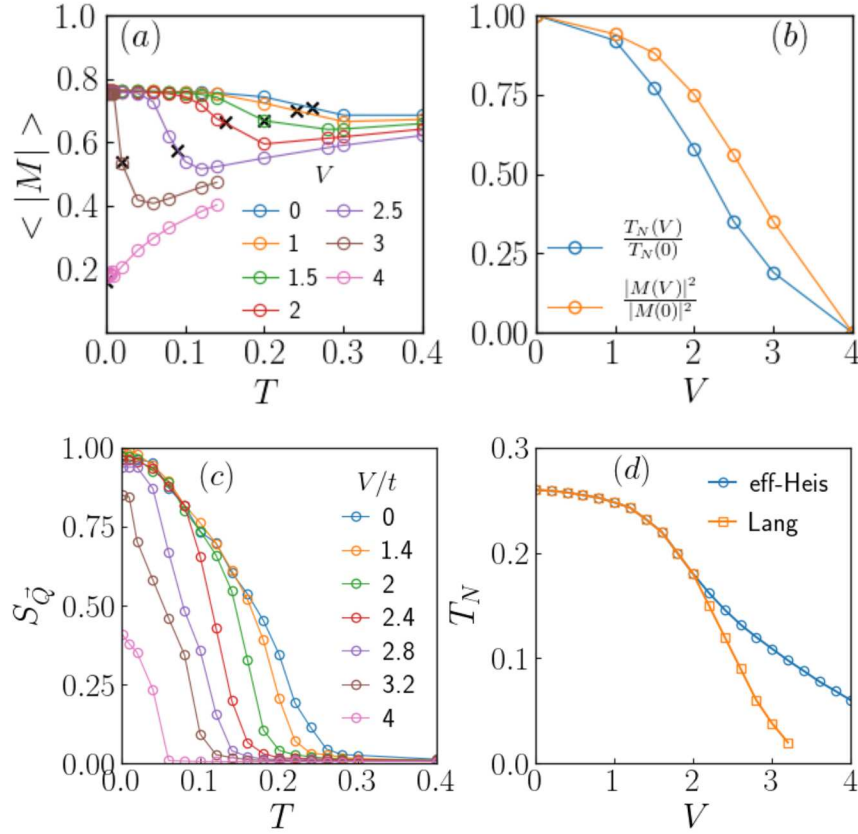 (a)
< |M| >
1.0
0.8
0.6
0.4
0.2
V
0 2.5
1 3
1.5 4
2
0.0 0.1 0.2 0.3 0.4
T
(b)
1.00
0.75
0.50
0.25
0.00
T_N(V)/T_N(0)
|M(V)|^2/|M(0)|^2
0 1 2 3 4
V
(c)
S_{\vec{Q}}
1.00
0.75
0.50
0.25
0.00
V/t
0
1.4
2
2.4
2.8
3.2
4
0.0 0.1 0.2 0.3 0.4
T
(d)
T_N
0.3
0.2
0.1
0.0
eff-Heis
Lang
0 1 2 3 4
V